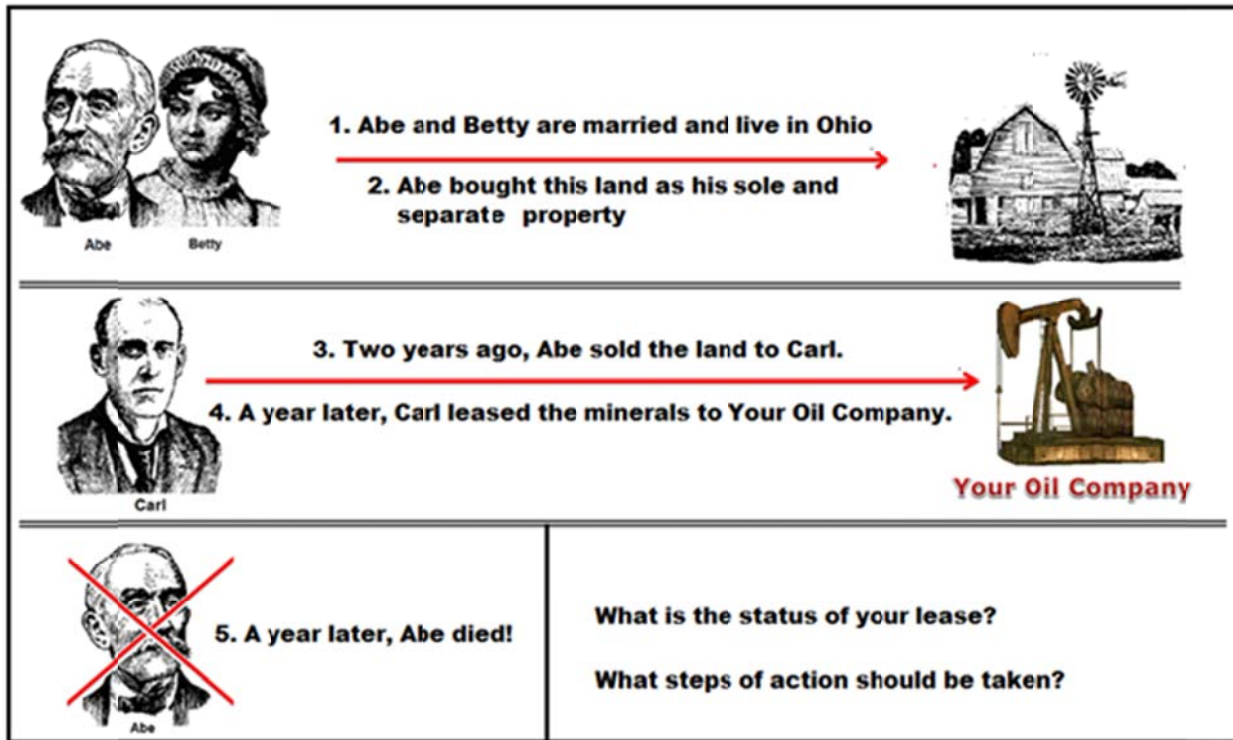 1. Abe and Betty are married and live in Ohio
2. Abe bought this land as his sole and
separate property
Abe
Betty
3. Two years ago, Abe sold the land to Carl.
4. A year later, Carl leased the minerals to Your Oil Company.
Carl
Your Oil Company
5. A year later, Abe died!
Abe
What is the status of your lease?
What steps of action should be taken?